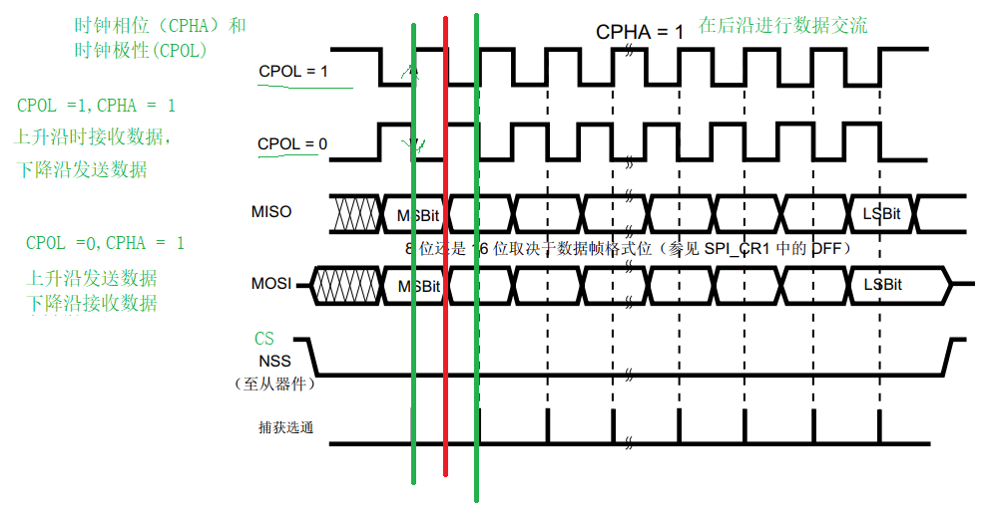 时钟相位（CPHA）和
时钟极性(CPOL)
CPHA = 1
在后沿进行数据交流
CPOL = 1
CPOL =1,CPHA = 1
上升沿时接收数据，
下降沿发送数据
CPOL = 0
MISO
MSBit
LSBit
8 位还是 16 位取决于数据帧格式位（参见 SPI_CR1 中的 DFF）
CPOL =0,CPHA = 1
上升沿发送数据
下降沿接收数据
MOSI
MSBit
LSBit
CS
NSS
（至从器件）
捕获选通